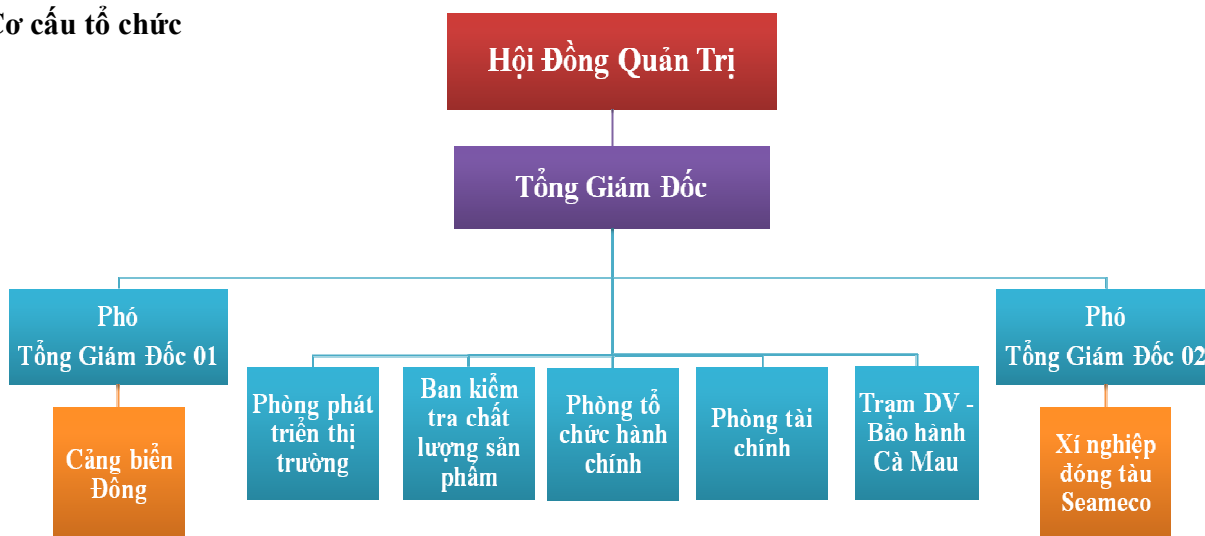 Cơ cấu tổ chức
Hội Đồng Quản Trị
Tổng Giám Đốc
Phó
Tổng Giám Đốc 01
Phó
Tổng Giám Đốc 02
Phòng phát
triển thị
trường
Ban kiểm
tra chất
lượng sản
phẩm
Phòng tổ
chức hành
chính
Phòng tài
chính
Trạm DV -
Bảo hành
Cà Mau
Cảng biển
Đông
Xí nghiệp
đóng tàu
Seameco